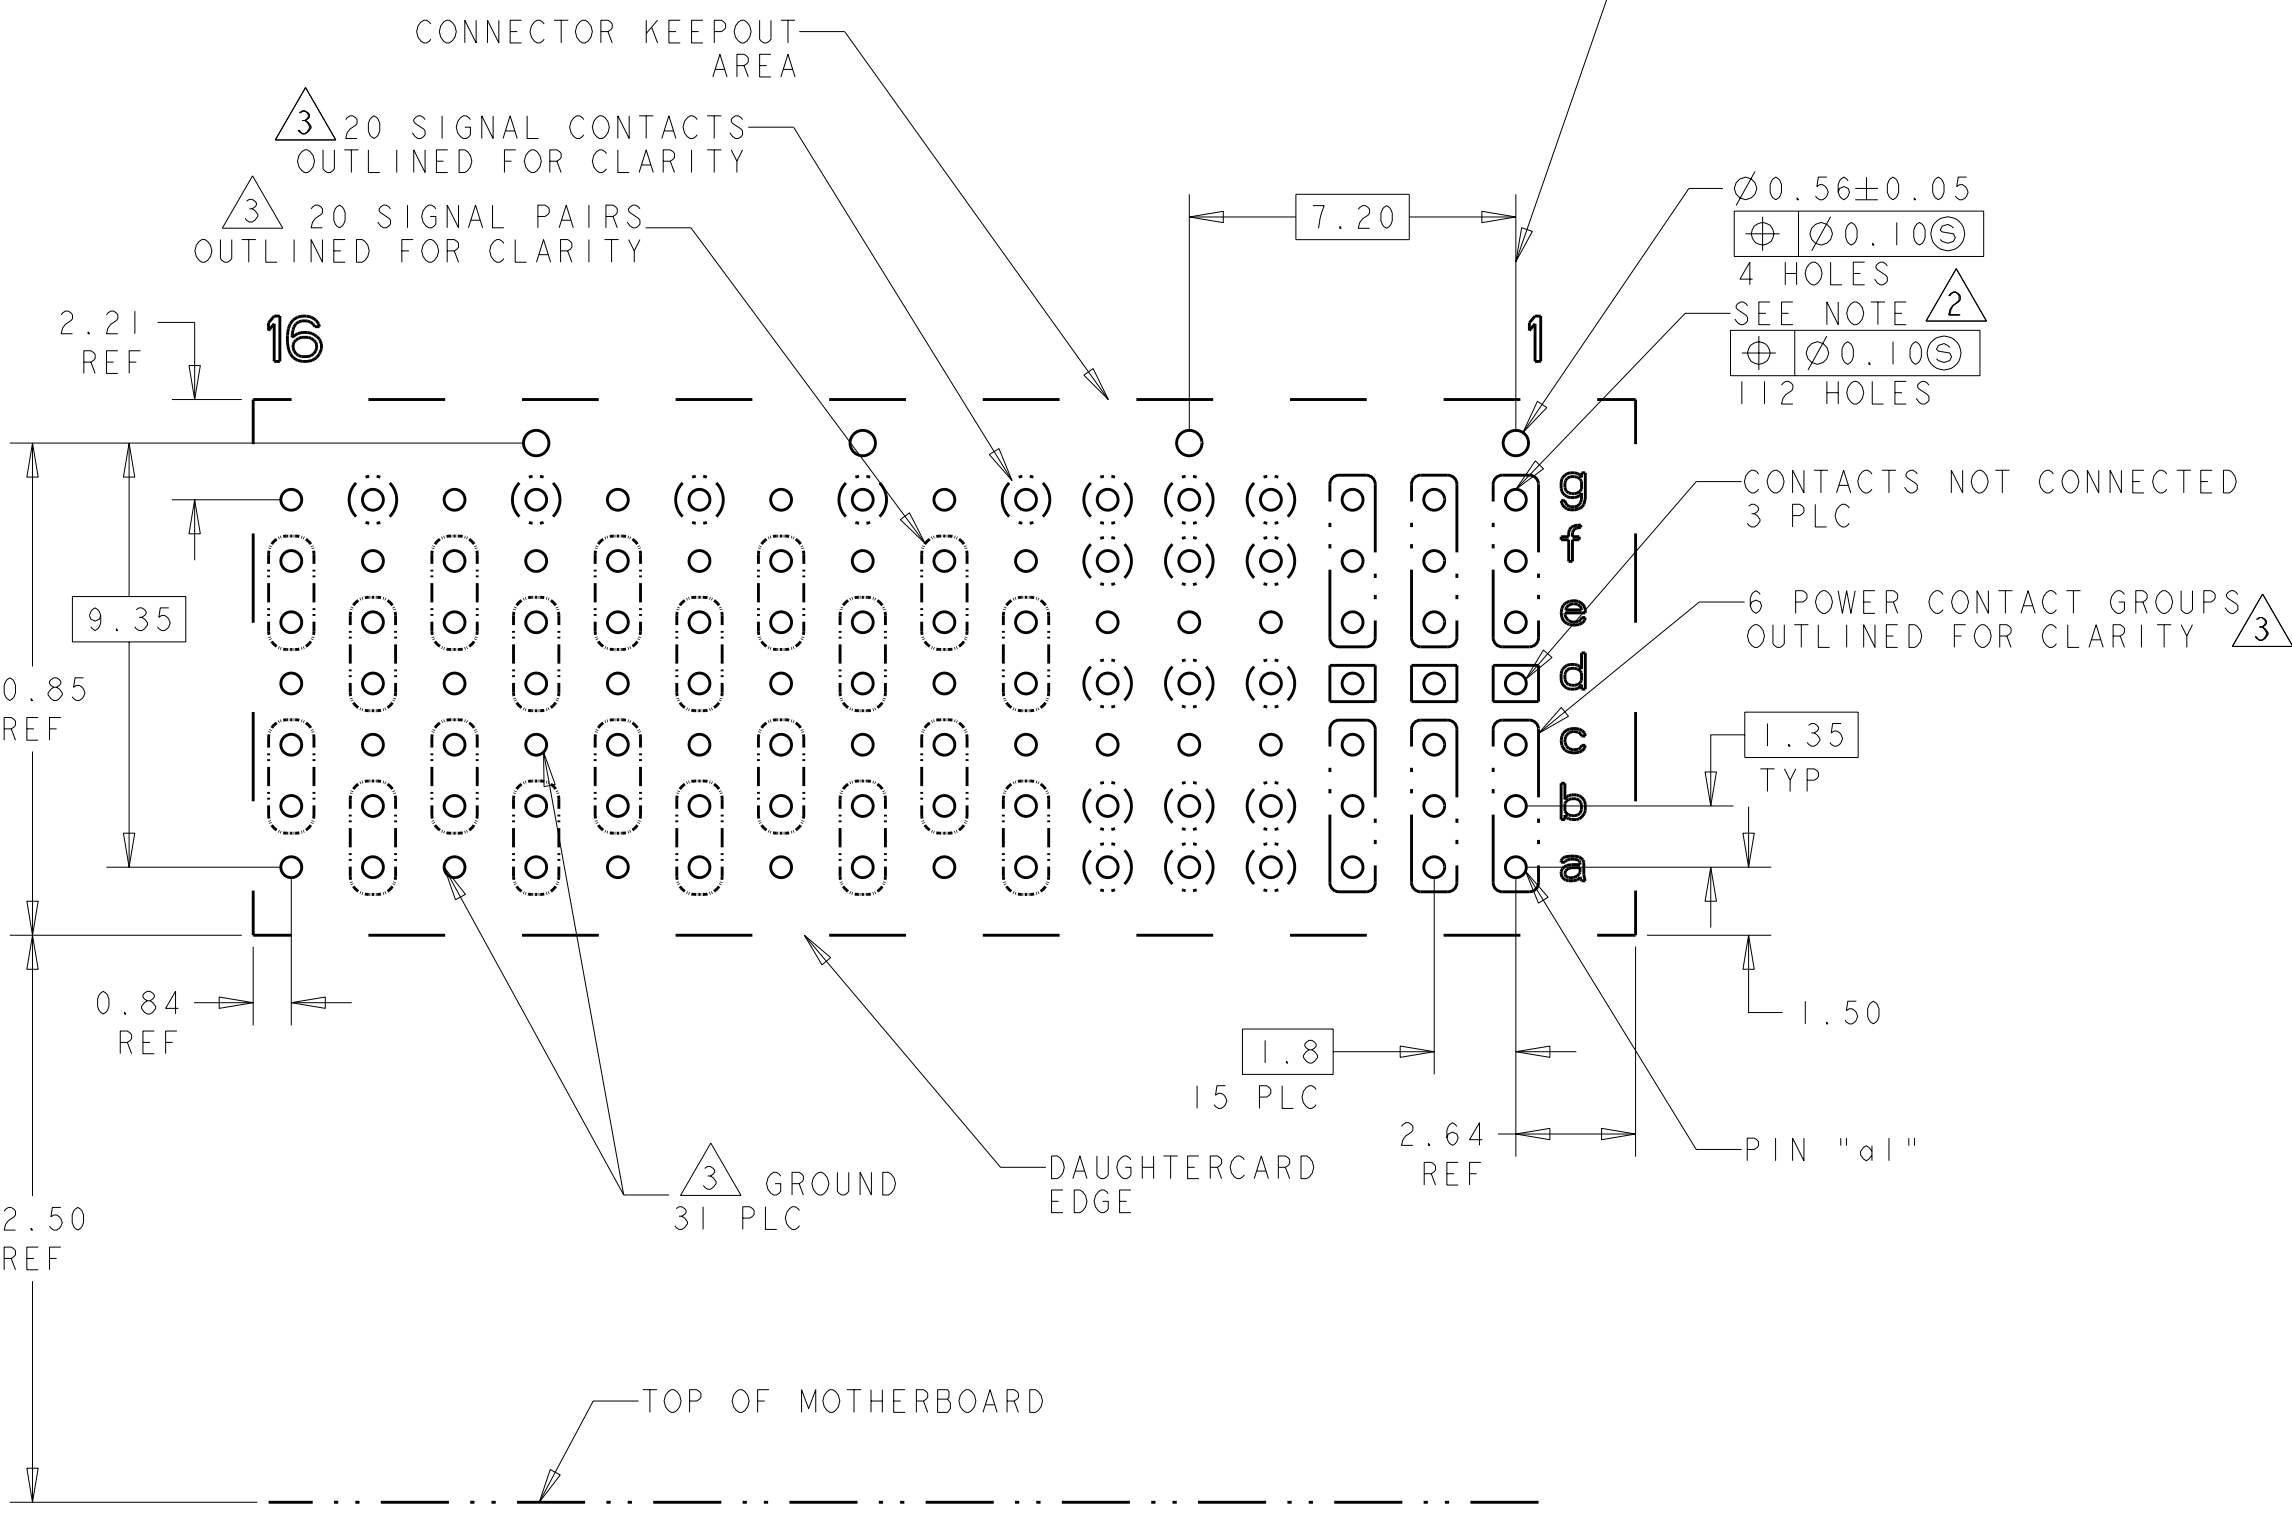 CONNECTOR KEEPOUT
AREA
3 20 SIGNAL CONTACTS
OUTLINED FOR CLARITY
3 20 SIGNAL PAIRS
OUTLINED FOR CLARITY
7.20
Ø0.56±0.05
⌖ Ø0.10Ⓢ
4 HOLES
SEE NOTE 2
⌖ Ø0.10Ⓢ
112 HOLES
2.21
REF
16
1
g
f
e
d
c
b
a
CONTACTS NOT CONNECTED
3 PLC
6 POWER CONTACT GROUPS
OUTLINED FOR CLARITY 3
9.35
0.85
REF
1.35
TYP
0.84
REF
1.50
1.8
15 PLC
2.64
REF
PIN "a1"
3 GROUND
31 PLC
DAUGHTERCARD
EDGE
2.50
REF
TOP OF MOTHERBOARD